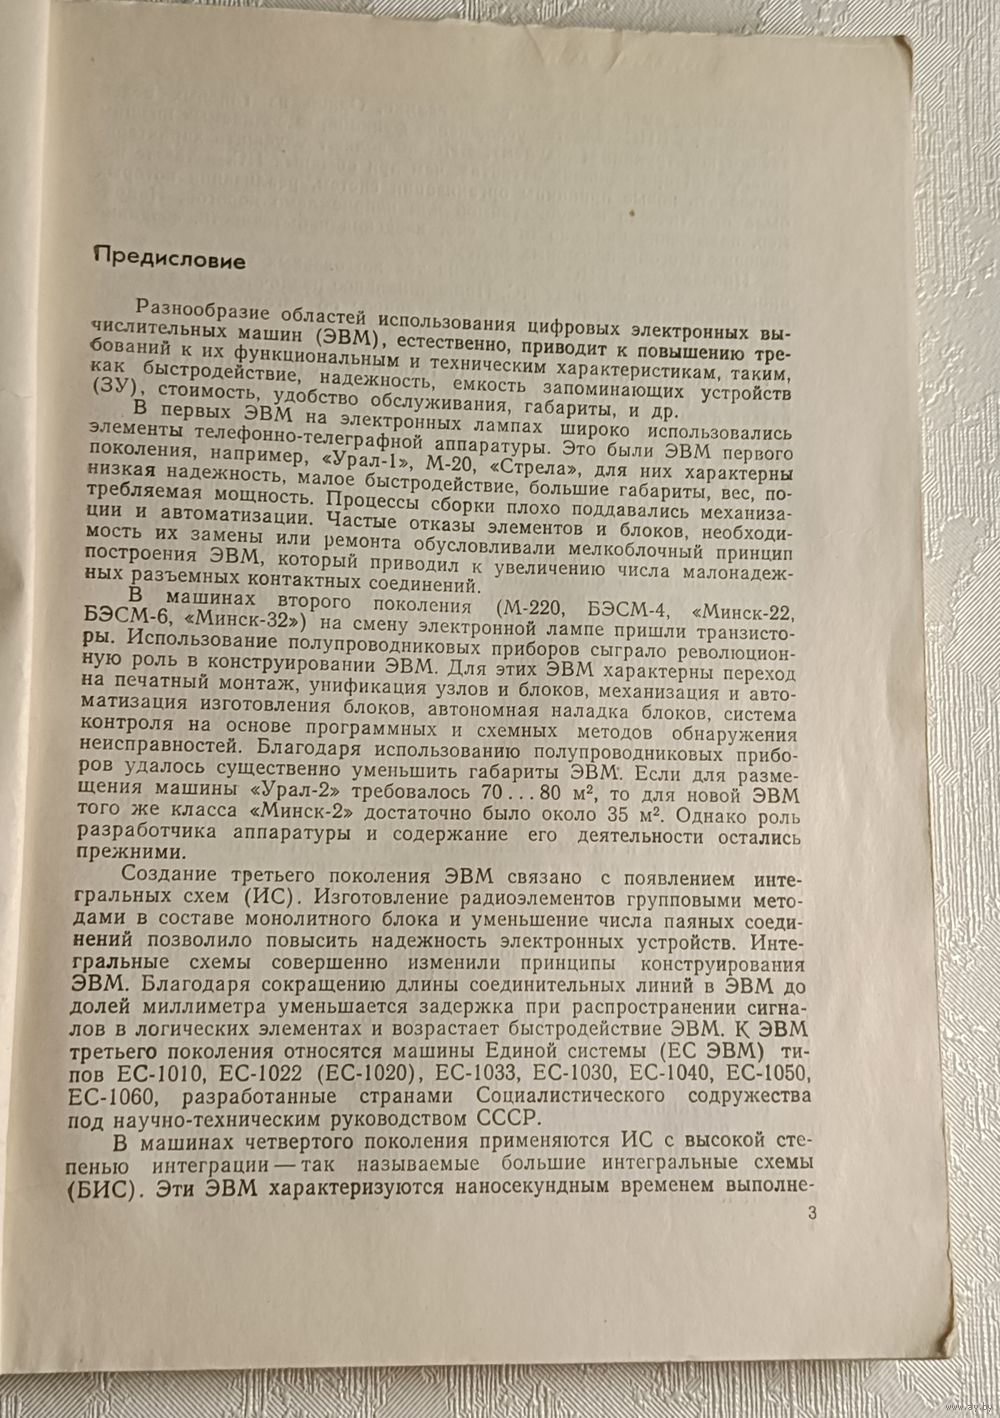 Предисловие
Разнообразие областей использования цифровых электронных вы-
числительных машин (ЭВМ), естественно, приводит к повышению тре-
бований к их функциональным и техническим характеристикам, таким,
как быстродействие, надежность, емкость запоминающих устройств
(ЗУ), стоимость, удобство обслуживания, габариты, и др.
В первых ЭВМ на электронных лампах широко использовались
элементы телефонно-телеграфной аппаратуры. Это были ЭВМ первого
поколения, например, «Урал-1», М-20, «Стрела», для них характерны
низкая надежность, малое быстродействие, большие габариты, вес, по-
требляемая мощность. Процессы сборки плохо поддавались механиза-
ции и автоматизации. Частые отказы элементов и блоков, необходи-
мость их замены или ремонта обусловливали мелкоблочный принцип
построения ЭВМ, который приводил к увеличению числа малонадеж-
ных разъемных контактных соединений.
В машинах второго поколения (М-220, БЭСМ-4, «Минск-22,
БЭСМ-6, «Минск-32») на смену электронной лампе пришли транзисто-
ры. Использование полупроводниковых приборов сыграло революцион-
ную роль в конструировании ЭВМ. Для этих ЭВМ характерны переход
на печатный монтаж, унификация узлов и блоков, механизация и авто-
матизация изготовления блоков, автономная наладка блоков, система
контроля на основе программных и схемных методов обнаружения
неисправностей. Благодаря использованию полупроводниковых прибо-
ров удалось существенно уменьшить габариты ЭВМ. Если для разме-
щения машины «Урал-2» требовалось 70...80 м², то для новой ЭВМ
того же класса «Минск-2» достаточно было около 35 м². Однако роль
разработчика аппаратуры и содержание его деятельности остались
прежними.
Создание третьего поколения ЭВМ связано с появлением инте-
гральных схем (ИС). Изготовление радиоэлементов групповыми мето-
дами в составе монолитного блока и уменьшение числа паяных соеди-
нений позволило повысить надежность электронных устройств. Инте-
гральные схемы совершенно изменили принципы конструирования
ЭВМ. Благодаря сокращению длины соединительных линий в ЭВМ до
долей миллиметра уменьшается задержка при распространении сигна-
лов в логических элементах и возрастает быстродействие ЭВМ. К ЭВМ
третьего поколения относятся машины Единой системы (ЕС ЭВМ) ти-
пов ЕС-1010, ЕС-1022 (ЕС-1020), ЕС-1033, ЕС-1030, ЕС-1040, ЕС-1050,
ЕС-1060, разработанные странами Социалистического содружества
под научно-техническим руководством СССР.
В машинах четвертого поколения применяются ИС с высокой сте-
пенью интеграции — так называемые большие интегральные схемы
(БИС). Эти ЭВМ характеризуются наносекундным временем выполне-
3
www.ay.by